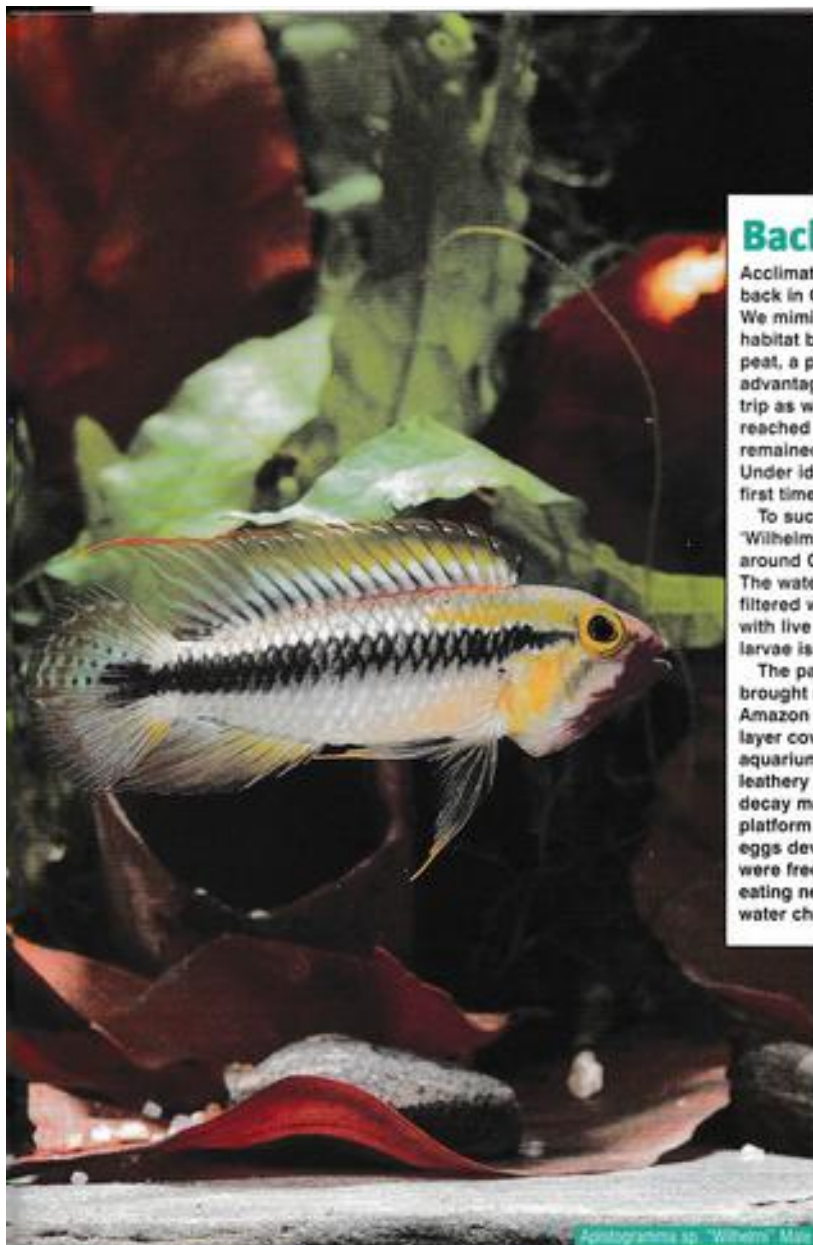 Back
Acclimat
back in G
We mimi
habitat b
peat, a p
advantag
trip as w
reached
remained
Under id
first time
To suc
'Wilhelm
around C
The wate
filtered w
with live
larvae is
The pa
brought
Amazon
layer cov
aquarium
leathery
decay m
platform
eggs dev
were free
eating ne
water ch
Apistogramma sp. "Wilhelmi" Male